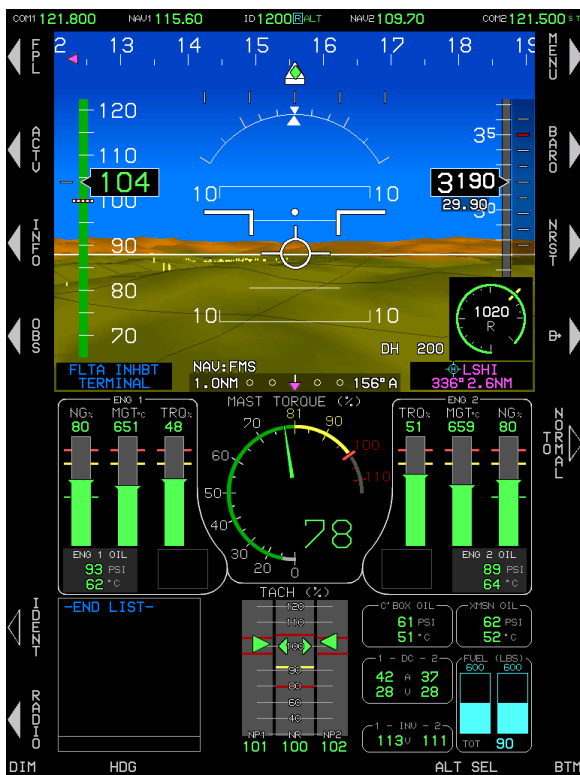 COM1 121.800 NAV1 115.60 ID 1200 R ALT NAV2 109.70 COM2 121.500 ST
FPL
ACTV
INFO
OBS
MENU
BARO
NRST
D→
12 13 14 15 16 17 18 19
120
110
104
100
90
80
70
35
3190
29.90
30
10 10
10 10
1020
R
DH 200
FLTA INHBT
TERMINAL
NAV:FMS
1.0NM 156°A
LSHI
336° 2.6NM
ENG 1
NG% MGT°C TRQ%
80 651 48
ENG 1 OIL
93 PSI
62 °C
MAST TORQUE (%)
0 20 30 40 50 60 70 81 90 100 110
78
ENG 2
TRQ% MGT°C NG%
51 659 80
ENG 2 OIL
89 PSI
64 °C
NORMAL
TO
-END LIST-
IDENT
RADIO
TACH (%)
120
110
100
90
80
60
40
NP1 NR NP2
101 100 102
C'BOX OIL
61 PSI
51 °C
XMSN OIL
62 PSI
52 °C
1 - DC - 2
42 A 37
28 V 28
1 - INV - 2
113V 111
FUEL (LBS)
600 600
TOT 90
DIM HDG ALT SEL BTM